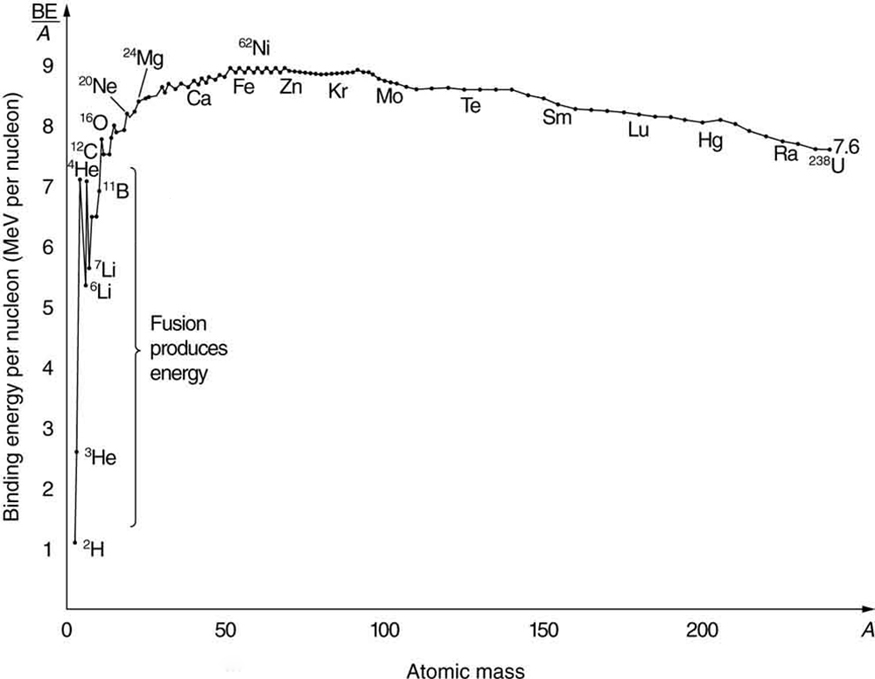 BE
A
9
8
7
6
5
4
3
2
1
0
50
100
150
200
A
Binding energy per nucleon (MeV per nucleon)
Atomic mass
²H
³He
⁴He
⁶Li
⁷Li
¹¹B
¹²C
¹⁶O
²⁰Ne
²⁴Mg
Ca
⁶²Ni
Fe
Zn
Kr
Mo
Te
Sm
Lu
Hg
Ra
7.6
²³⁸U
Fusion
produces
energy